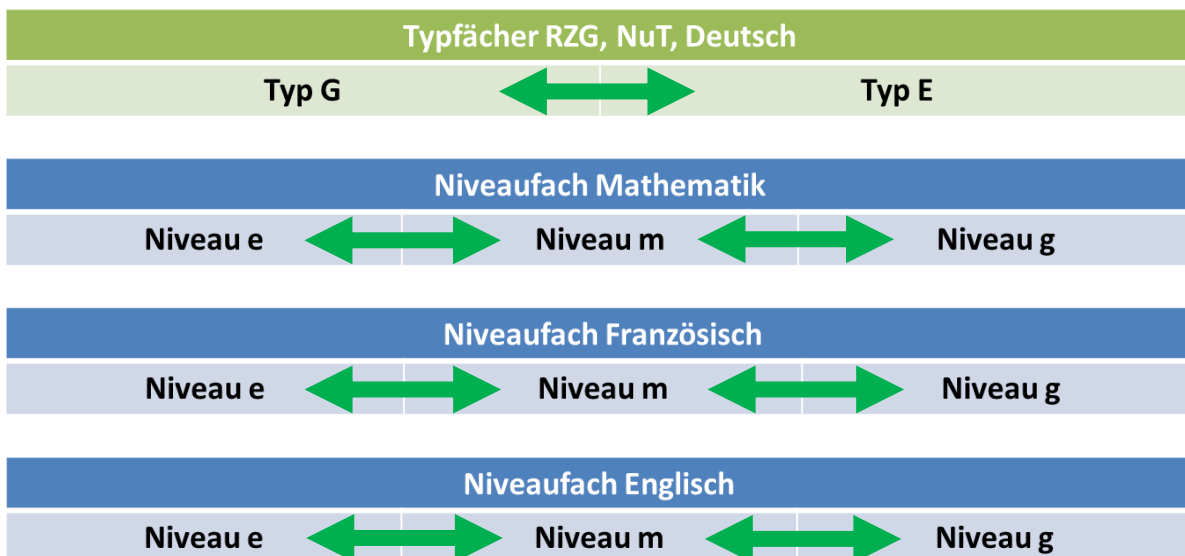 Typfächer RZG, NuT, Deutsch
Typ G Typ E
Niveaufach Mathematik
Niveau e Niveau m Niveau g
Niveaufach Französisch
Niveau e Niveau m Niveau g
Niveaufach Englisch
Niveau e Niveau m Niveau g